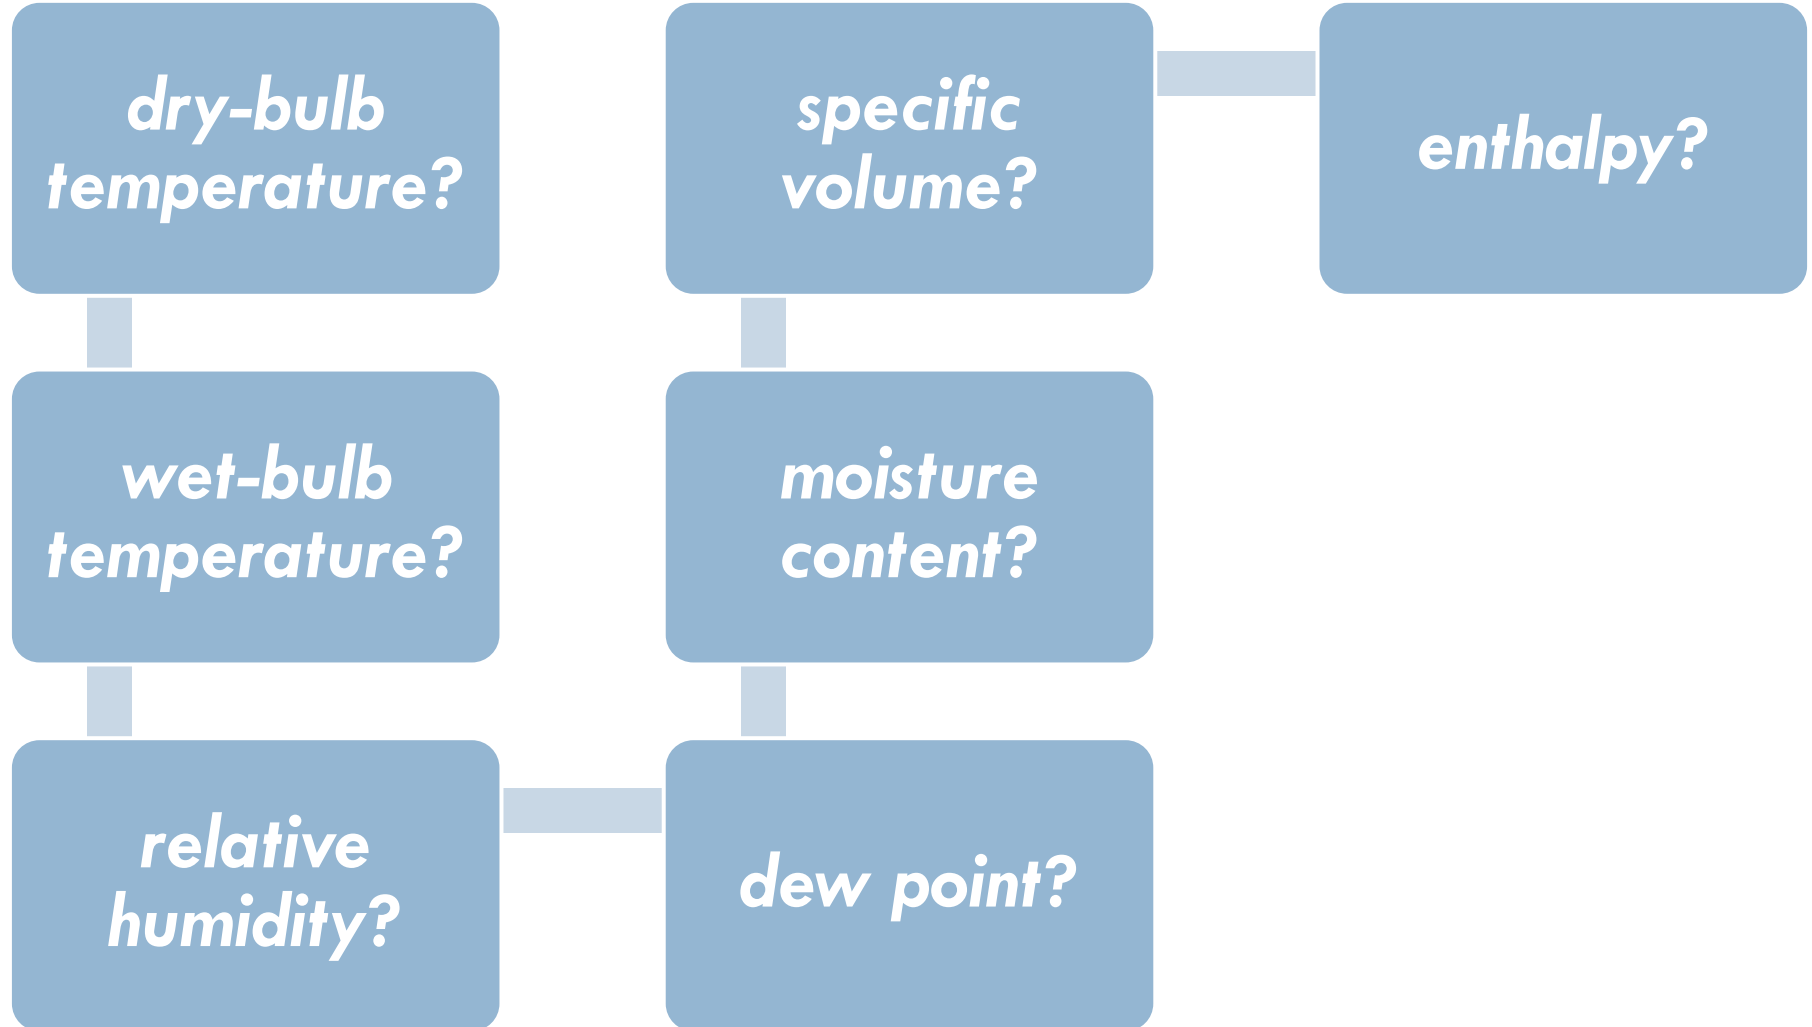 dry-bulb
temperature?
wet-bulb
temperature?
relative
humidity?
dew point?
moisture
content?
specific
volume?
enthalpy?